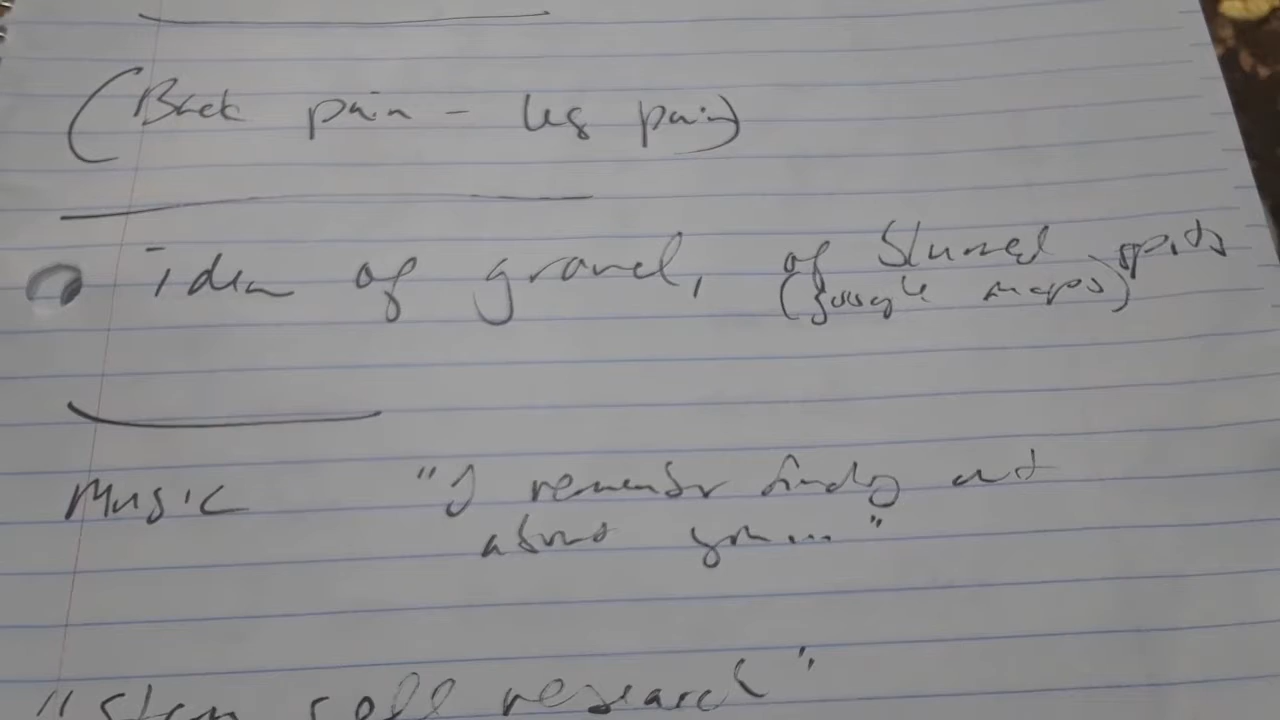 (Back pain - leg pain)
idea of gravel, of spots
(google maps)
Music "I remember finding out
about you..."
"stem cell research"